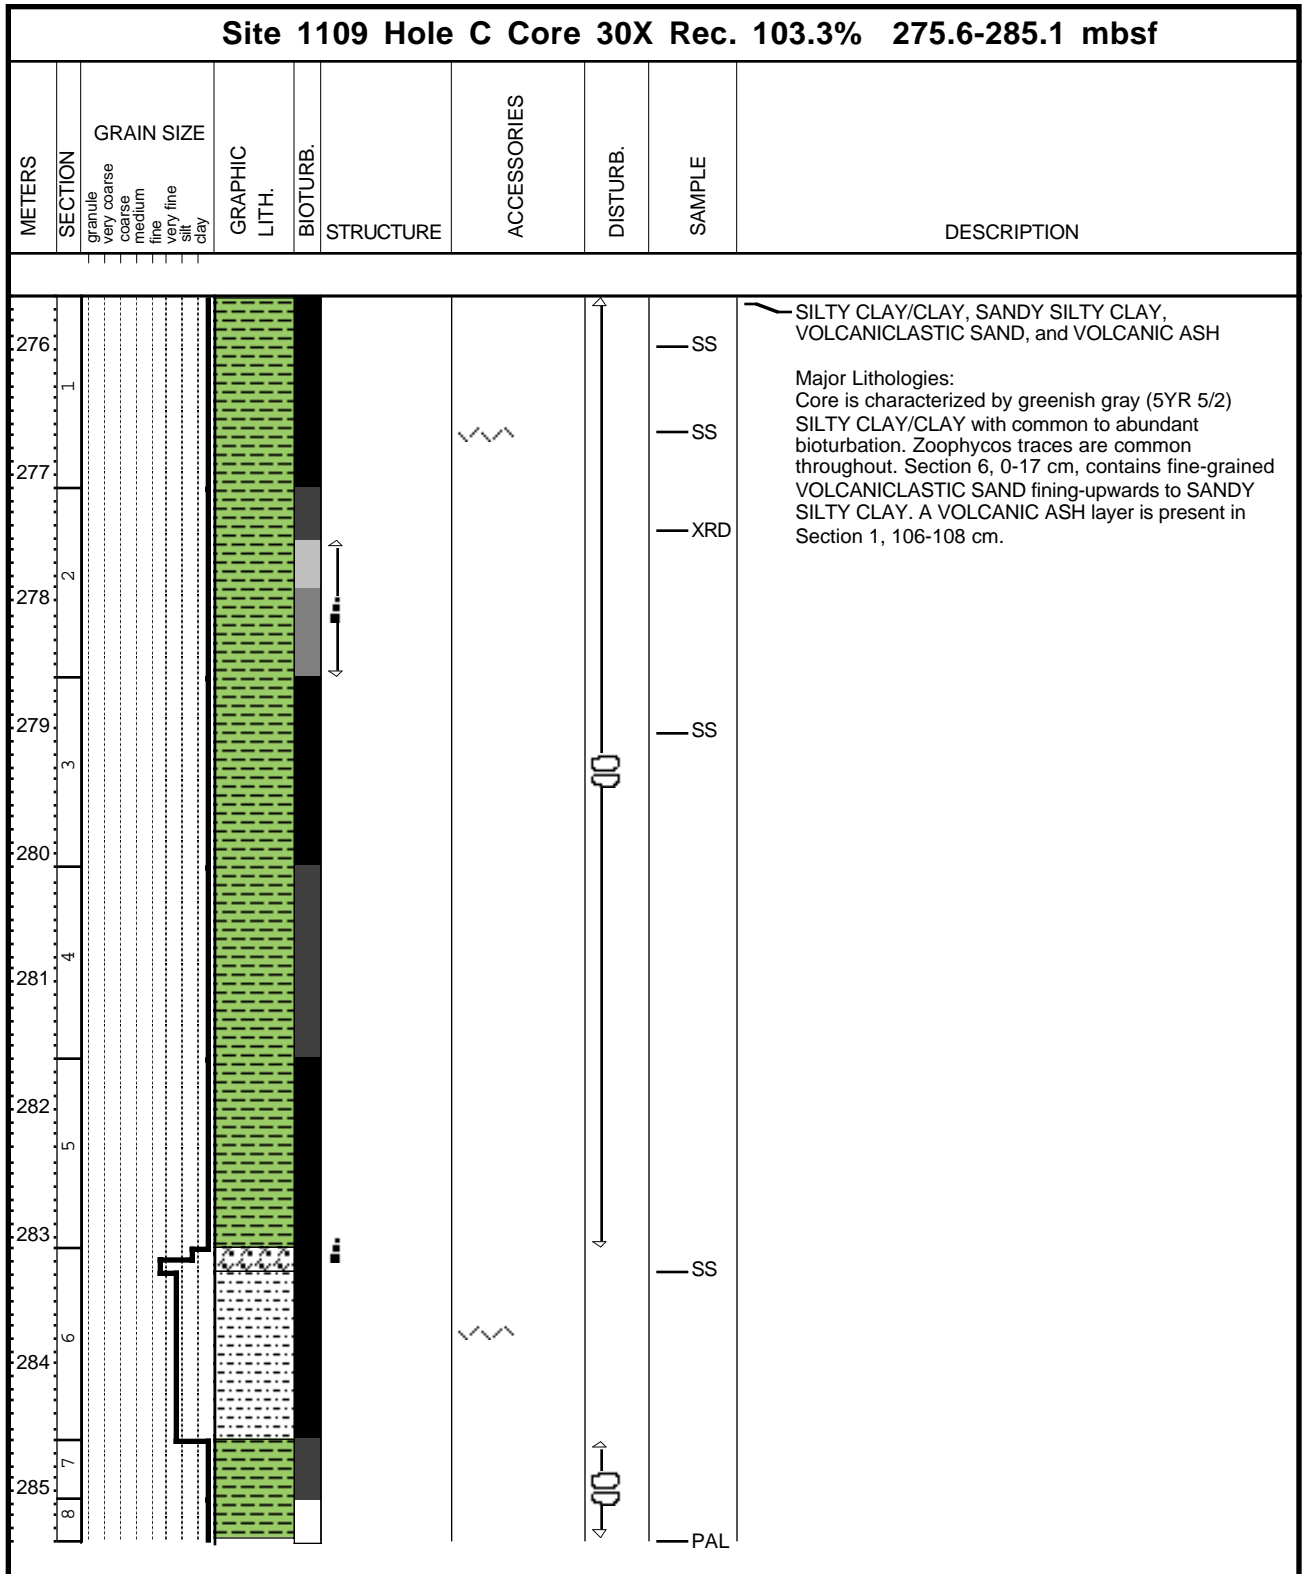 Site 1109 Hole C Core 30X Rec. 103.3% 275.6-285.1 mbsf
METERS
SECTION
GRAIN SIZE
granule
very coarse
coarse
medium
fine
very fine
silt
clay
GRAPHIC
LITH.
BIOTURB.
STRUCTURE
ACCESSORIES
DISTURB.
SAMPLE
DESCRIPTION
SILTY CLAY/CLAY, SANDY SILTY CLAY,
VOLCANICLASTIC SAND, and VOLCANIC ASH
Major Lithologies:
Core is characterized by greenish gray (5YR 5/2)
SILTY CLAY/CLAY with common to abundant
bioturbation. Zoophycos traces are common
throughout. Section 6, 0-17 cm, contains fine-grained
VOLCANICLASTIC SAND fining-upwards to SANDY
SILTY CLAY. A VOLCANIC ASH layer is present in
Section 1, 106-108 cm.
276
SS
1
SS
277
XRD
2
278
279
SS
3
280
4
281
282
5
283
SS
6
284
7
285
8
PAL